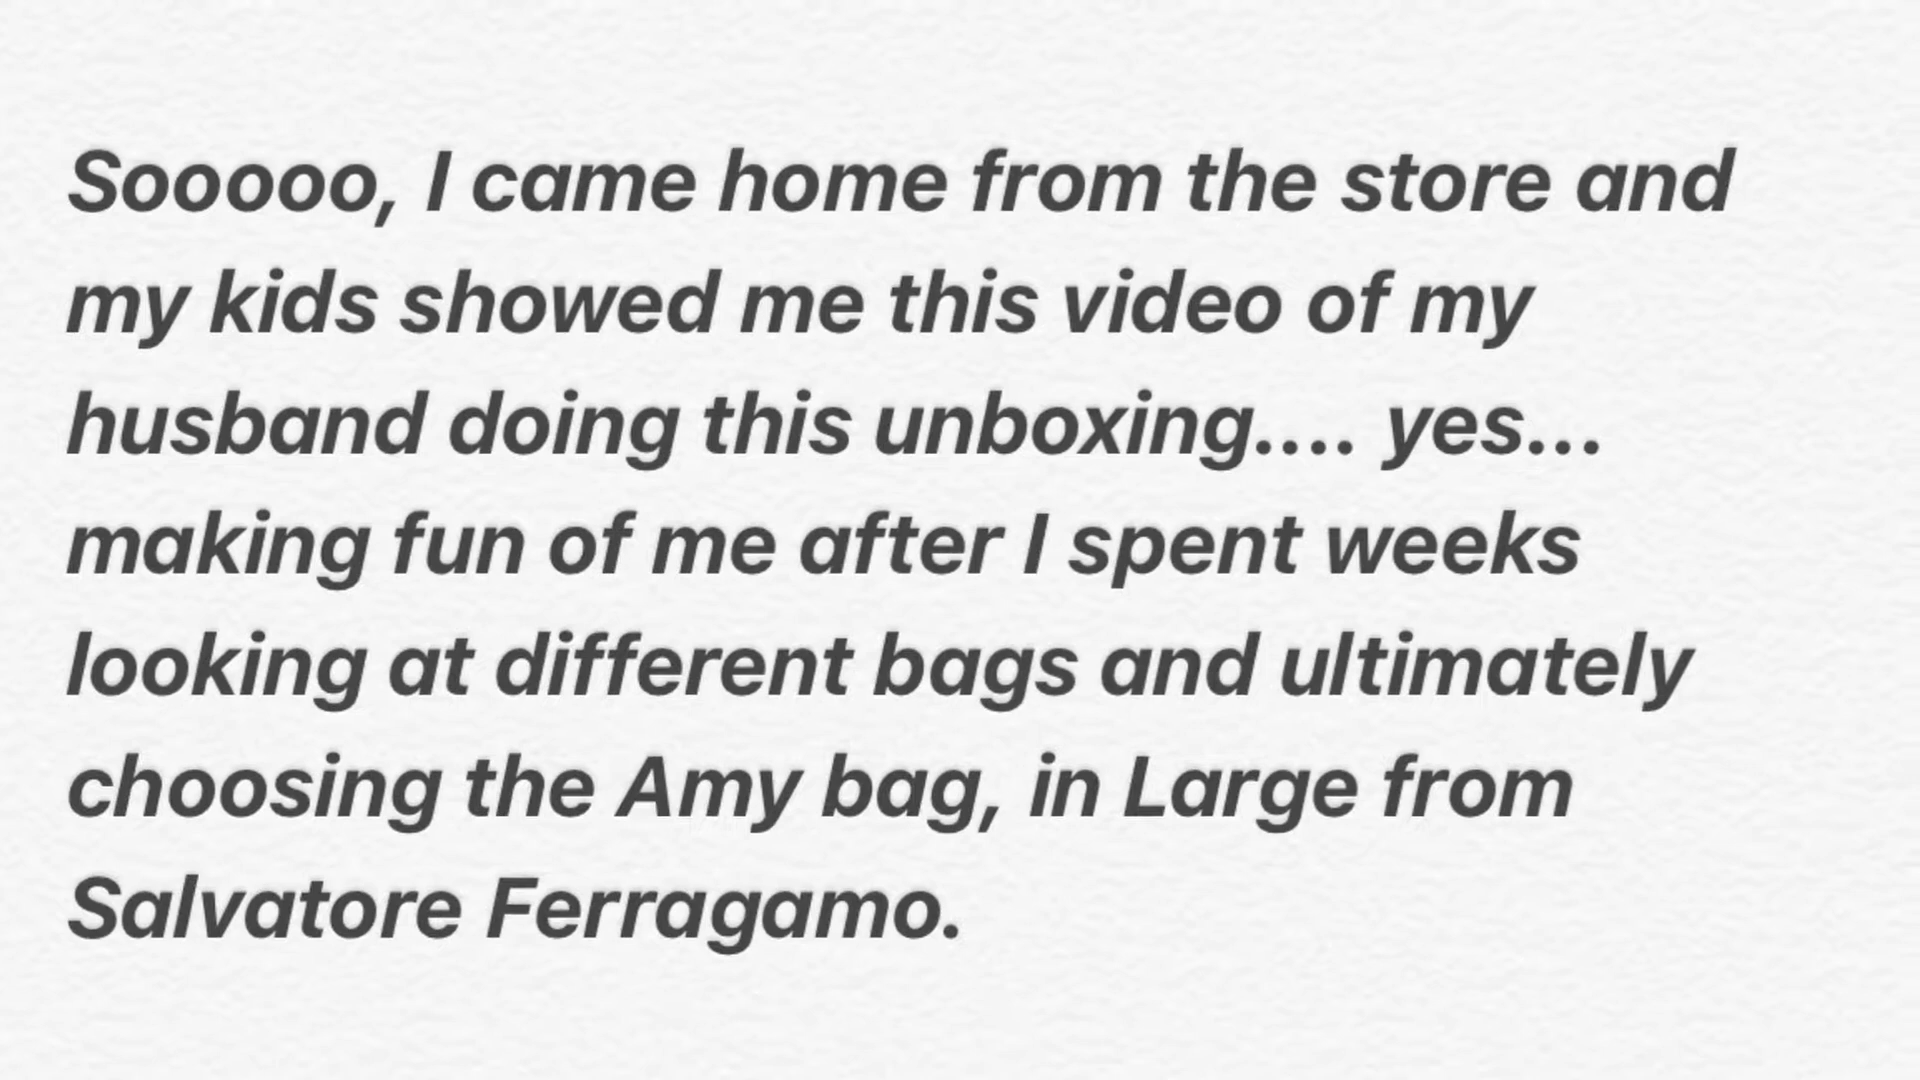 Sooooo, I came home from the store and
my kids showed me this video of my
husband doing this unboxing.... yes...
making fun of me after I spent weeks
looking at different bags and ultimately
choosing the Amy bag, in Large from
Salvatore Ferragamo.